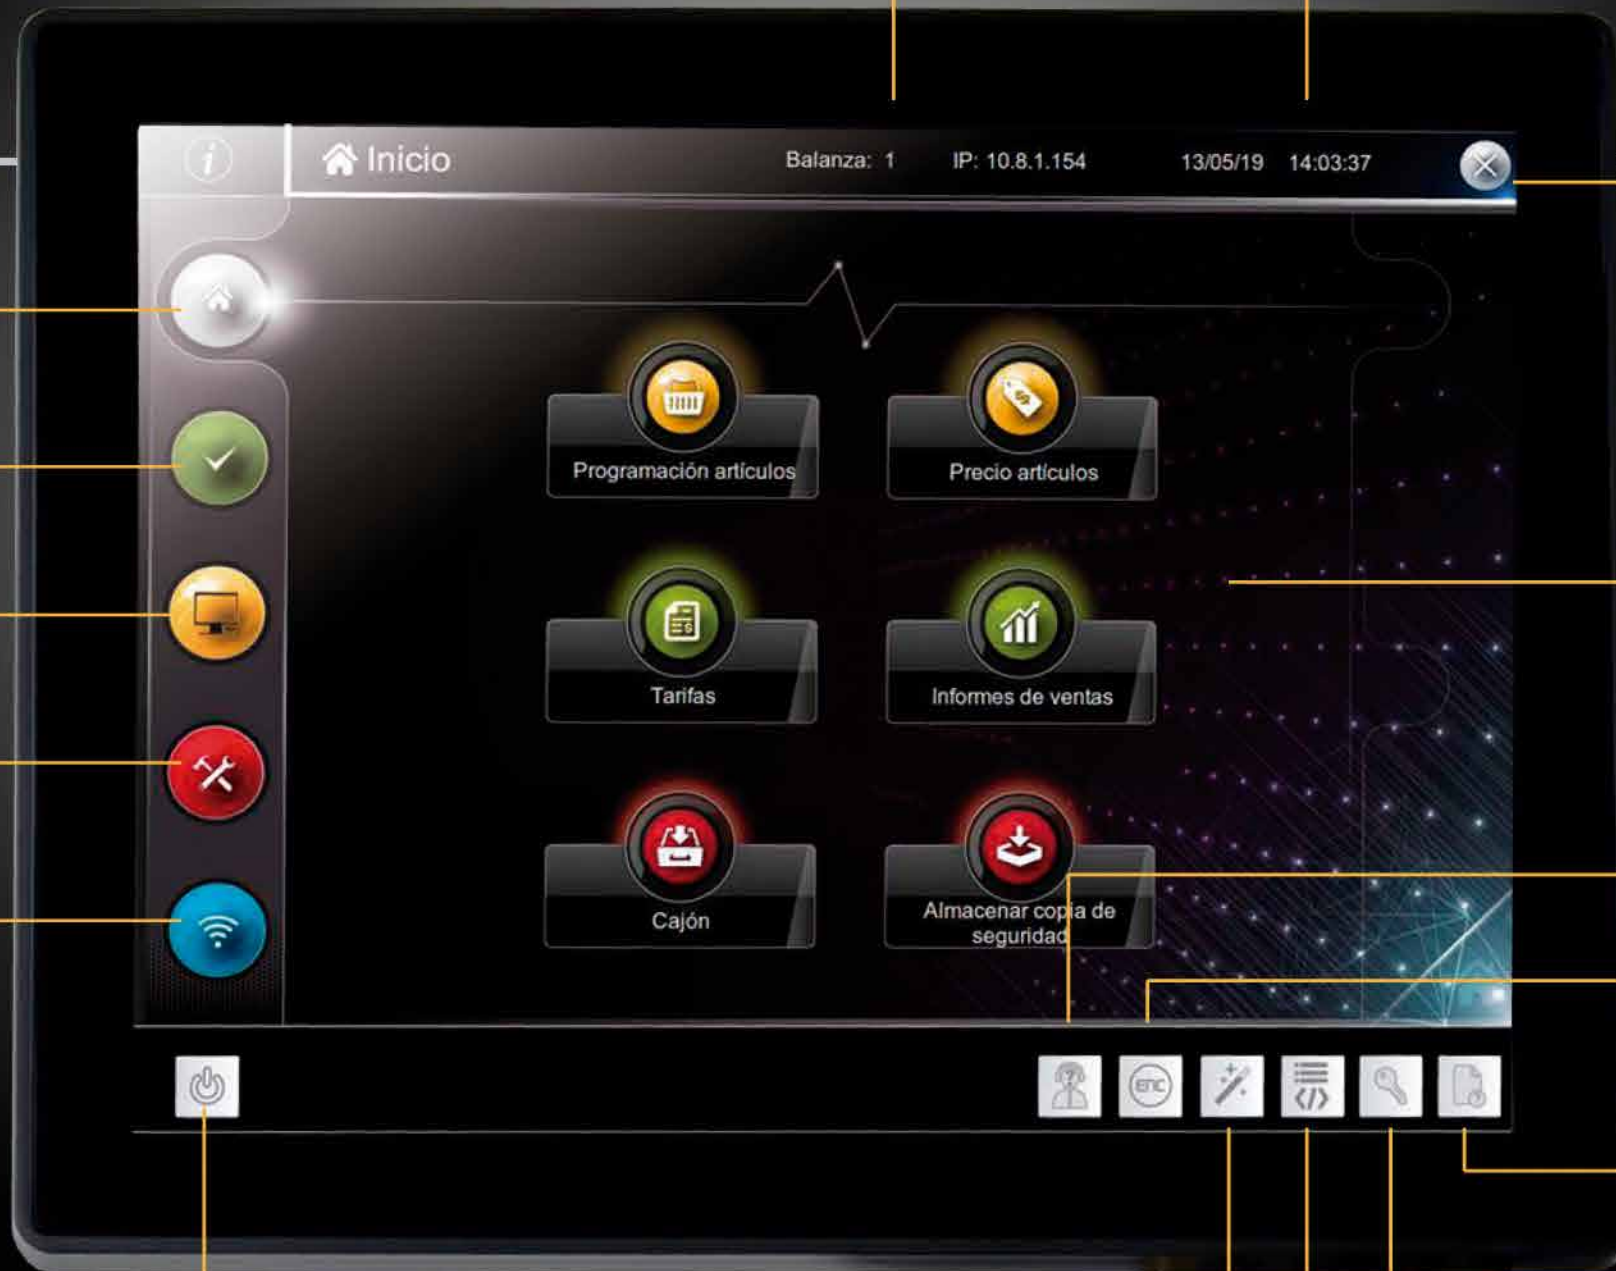 i
Inicio
Balanza: 1
IP: 10.8.1.154
13/05/19 14:03:37
Programación artículos
Precio artículos
Tarifas
Informes de ventas
Cajón
Almacenar copia de
seguridad
ENC